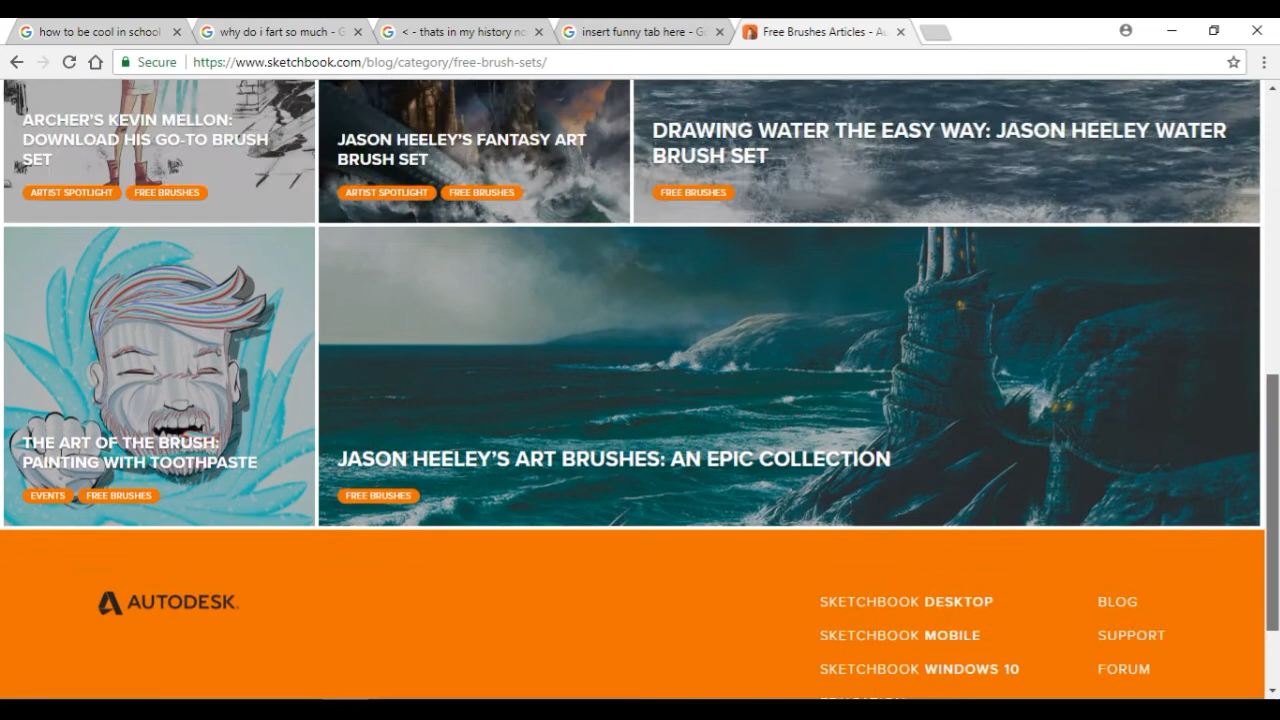 how to be cool in school
why do i fart so much - G
< - thats in my history no
insert funny tab here - Go
Free Brushes Articles - Au
Secure
https://www.sketchbook.com/blog/category/free-brush-sets/
ARCHER'S KEVIN MELLON:
DOWNLOAD HIS GO-TO BRUSH
SET
ARTIST SPOTLIGHT
FREE BRUSHES
JASON HEELEY'S FANTASY ART
BRUSH SET
ARTIST SPOTLIGHT
FREE BRUSHES
DRAWING WATER THE EASY WAY: JASON HEELEY WATER
BRUSH SET
FREE BRUSHES
THE ART OF THE BRUSH:
PAINTING WITH TOOTHPASTE
EVENTS
FREE BRUSHES
JASON HEELEY'S ART BRUSHES: AN EPIC COLLECTION
FREE BRUSHES
AUTODESK.
SKETCHBOOK DESKTOP
SKETCHBOOK MOBILE
SKETCHBOOK WINDOWS 10
BLOG
SUPPORT
FORUM